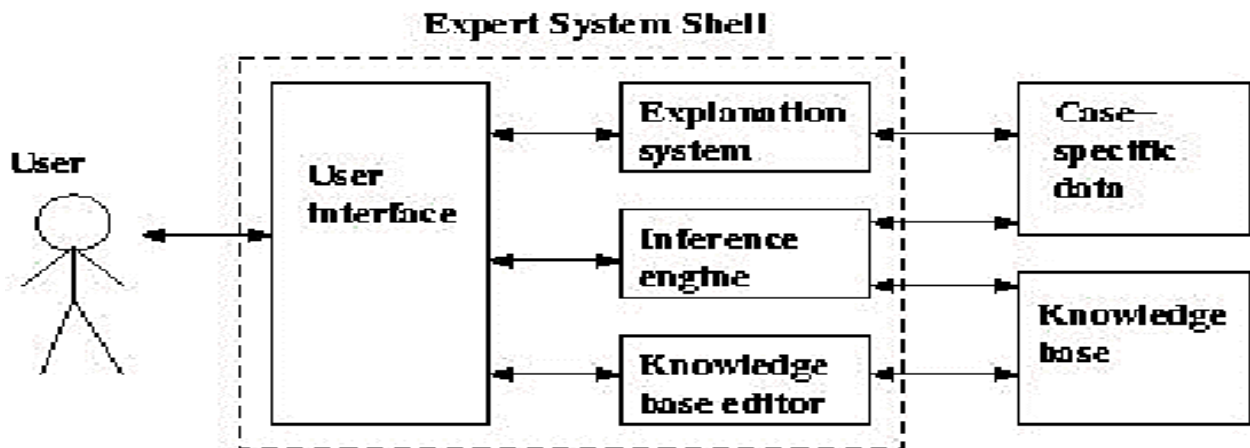 Expert System Shell
User
User
interface
Explanation
system
Inference
engine
Knowledge
base editor
Case–
specific
data
Knowledge
base